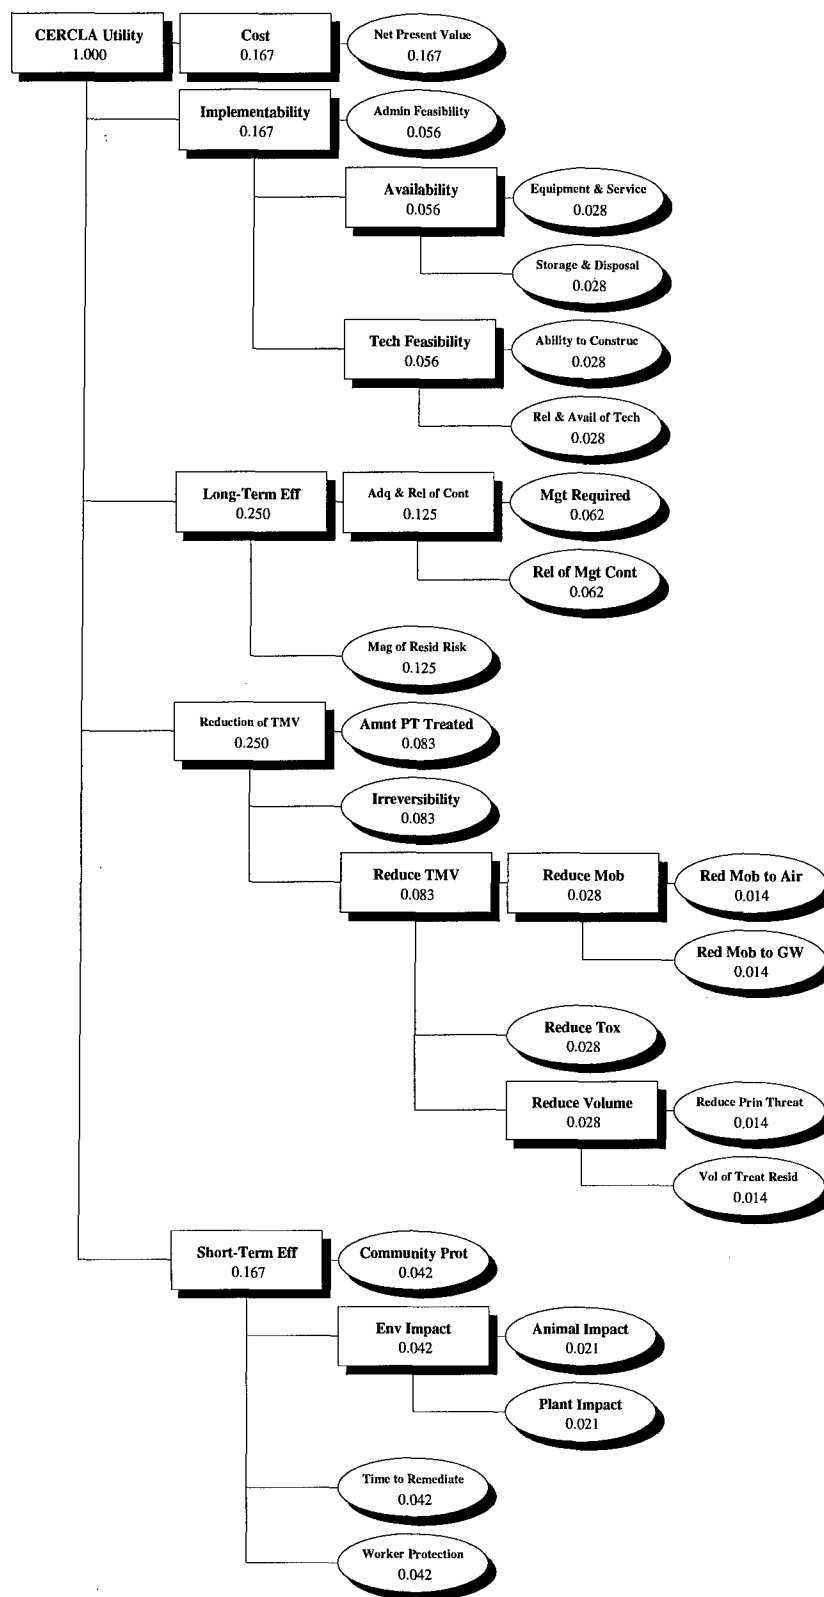 CERCLA Utility
1.000
Cost
0.167
Net Present Value
0.167
Implementability
0.167
Admin Feasibility
0.056
Availability
0.056
Equipment & Service
0.028
Storage & Disposal
0.028
Tech Feasibility
0.056
Ability to Construc
0.028
Rel & Avail of Tech
0.028
Long-Term Eff
0.250
Adq & Rel of Cont
0.125
Mgt Required
0.062
Rel of Mgt Cont
0.062
Mag of Resid Risk
0.125
Reduction of TMV
0.250
Amnt PT Treated
0.083
Irreversibility
0.083
Reduce TMV
0.083
Reduce Mob
0.028
Red Mob to Air
0.014
Red Mob to GW
0.014
Reduce Tox
0.028
Reduce Volume
0.028
Reduce Prin Threat
0.014
Vol of Treat Resid
0.014
Short-Term Eff
0.167
Community Prot
0.042
Env Impact
0.042
Animal Impact
0.021
Plant Impact
0.021
Time to Remediate
0.042
Worker Protection
0.042